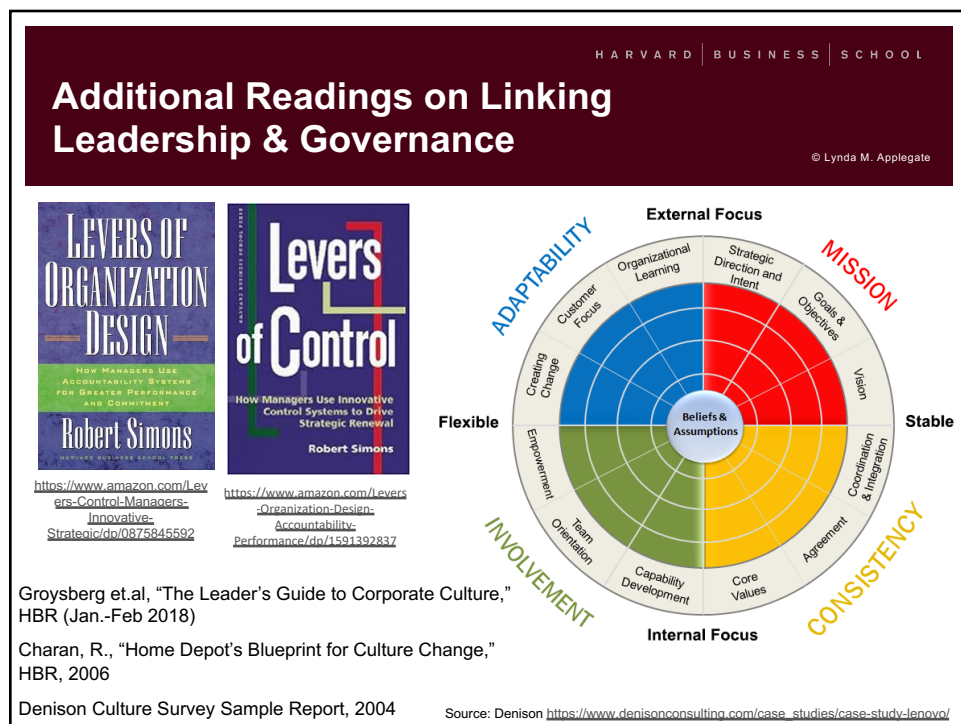 HARVARD | BUSINESS | SCHOOL
Additional Readings on Linking
Leadership & Governance
© Lynda M. Applegate
LEVERS OF
ORGANIZATION
DESIGN
HOW MANAGERS USE
ACCOUNTABILITY SYSTEMS
FOR GREATER PERFORMANCE
AND COMMITMENT
Robert Simons
HARVARD BUSINESS SCHOOL PRESS
https://www.amazon.com/Lev
ers-Control-Managers-
Innovative-
Strategic/dp/0875845592
HARVARD BUSINESS SCHOOL PRESS
Levers
of Control
How Managers Use Innovative
Control Systems to Drive
Strategic Renewal
Robert Simons
https://www.amazon.com/Levers
-Organization-Design-
Accountability-
Performance/dp/1591392837
External Focus
ADAPTABILITY
MISSION
Organizational
Learning
Strategic
Direction and
Intent
Customer
Focus
Goals &
Objectives
Creating
Change
Vision
Flexible
Beliefs &
Assumptions
Stable
Empowerment
Coordination
& Integration
Team
Orientation
Agreement
Capability
Development
Core
Values
INVOLVEMENT
CONSISTENCY
Internal Focus
Groysberg et.al, “The Leader’s Guide to Corporate Culture,”
HBR (Jan.-Feb 2018)
Charan, R., “Home Depot’s Blueprint for Culture Change,”
HBR, 2006
Denison Culture Survey Sample Report, 2004
Source: Denison https://www.denisonconsulting.com/case_studies/case-study-lenovo/